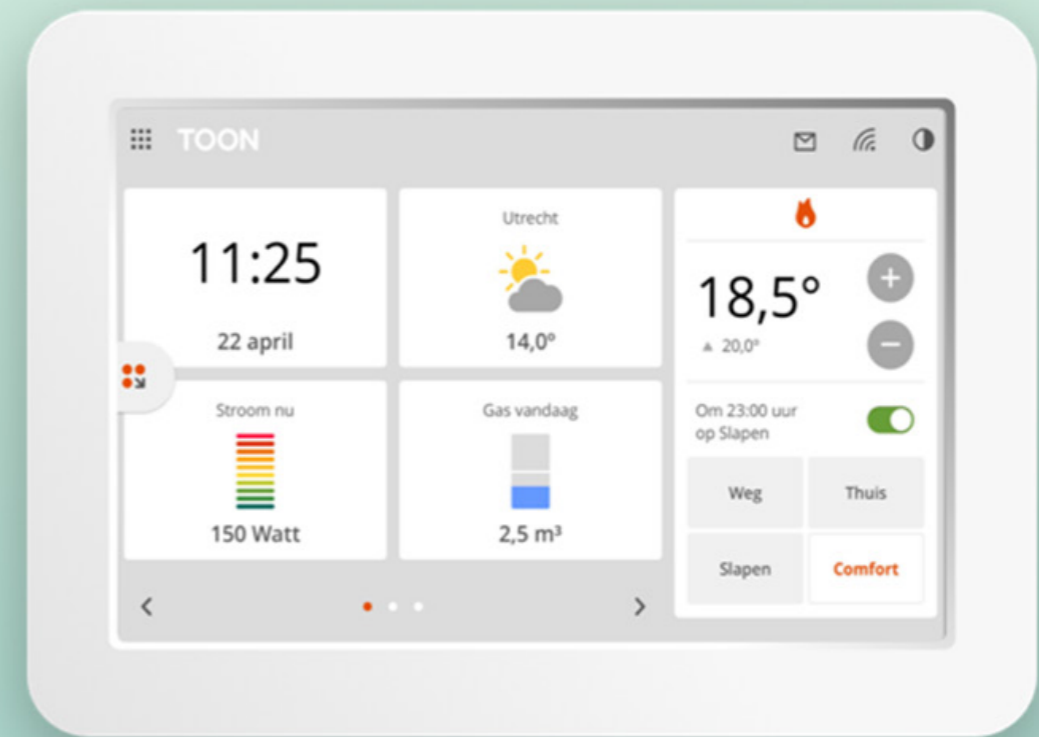 TOON
11:25
22 april
Utrecht
14,0°
Stroom nu
150 Watt
Gas vandaag
2,5 m³
18,5°
20,0°
Om 23:00 uur
op Slapen
Weg
Thuis
Slapen
Comfort